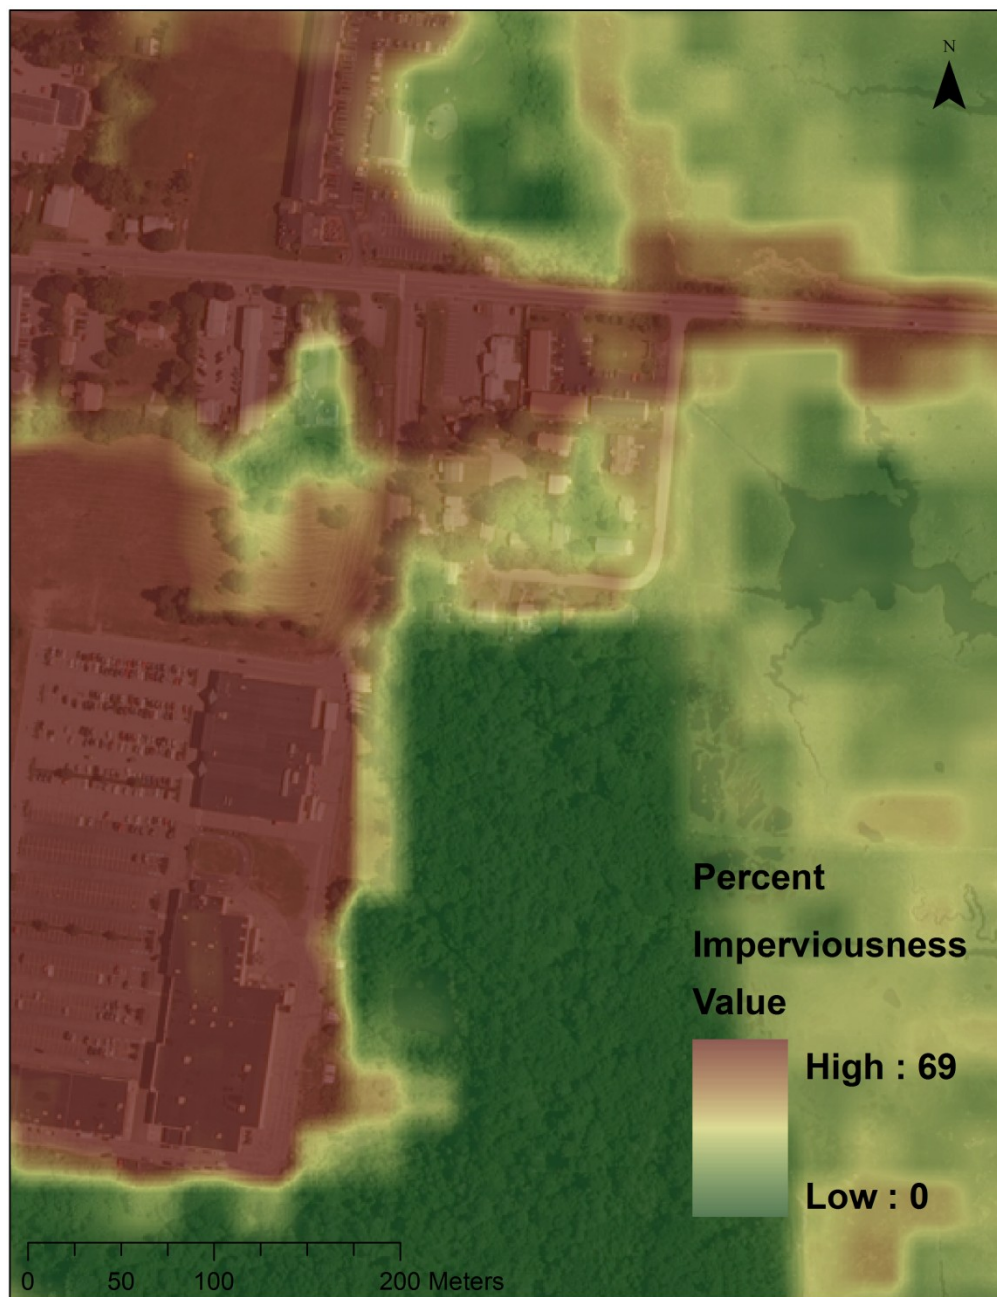 N
Percent
Imperviousness
Value
High : 69
Low : 0
0 50 100 200 Meters